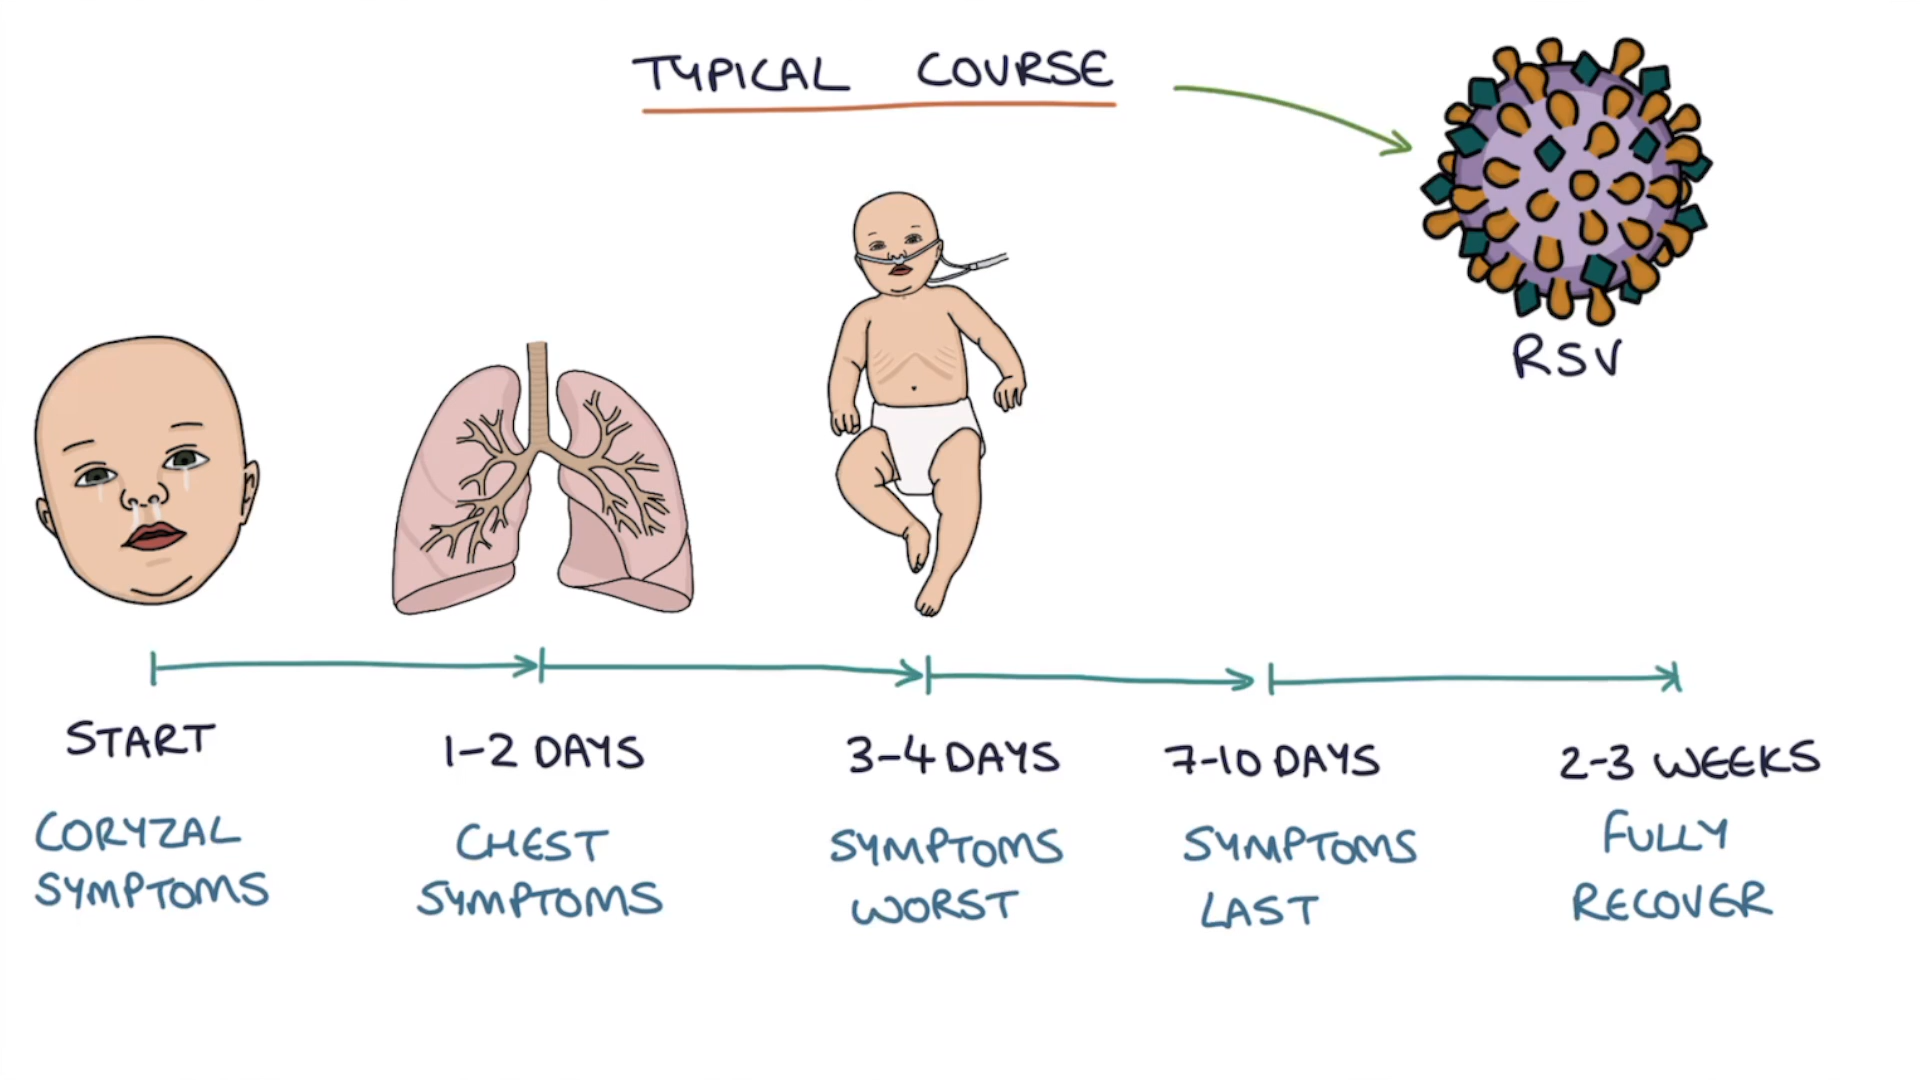 TYPICAL COURSE
RSV
START
CORYZAL
SYMPTOMS
1-2 DAYS
CHEST
SYMPTOMS
3-4 DAYS
SYMPTOMS
WORST
7-10 DAYS
SYMPTOMS
LAST
2-3 WEEKS
FULLY
RECOVER